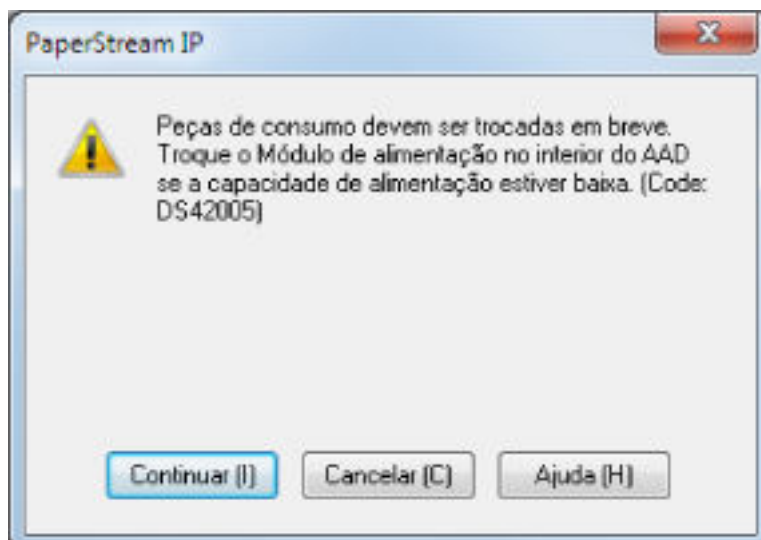 PaperStream IP
Peças de consumo devem ser trocadas em breve.
Troque o Módulo de alimentação no interior do AAD
se a capacidade de alimentação estiver baixa. (Code:
DS42005)
Continuar (I)
Cancelar (C)
Ajuda (H)